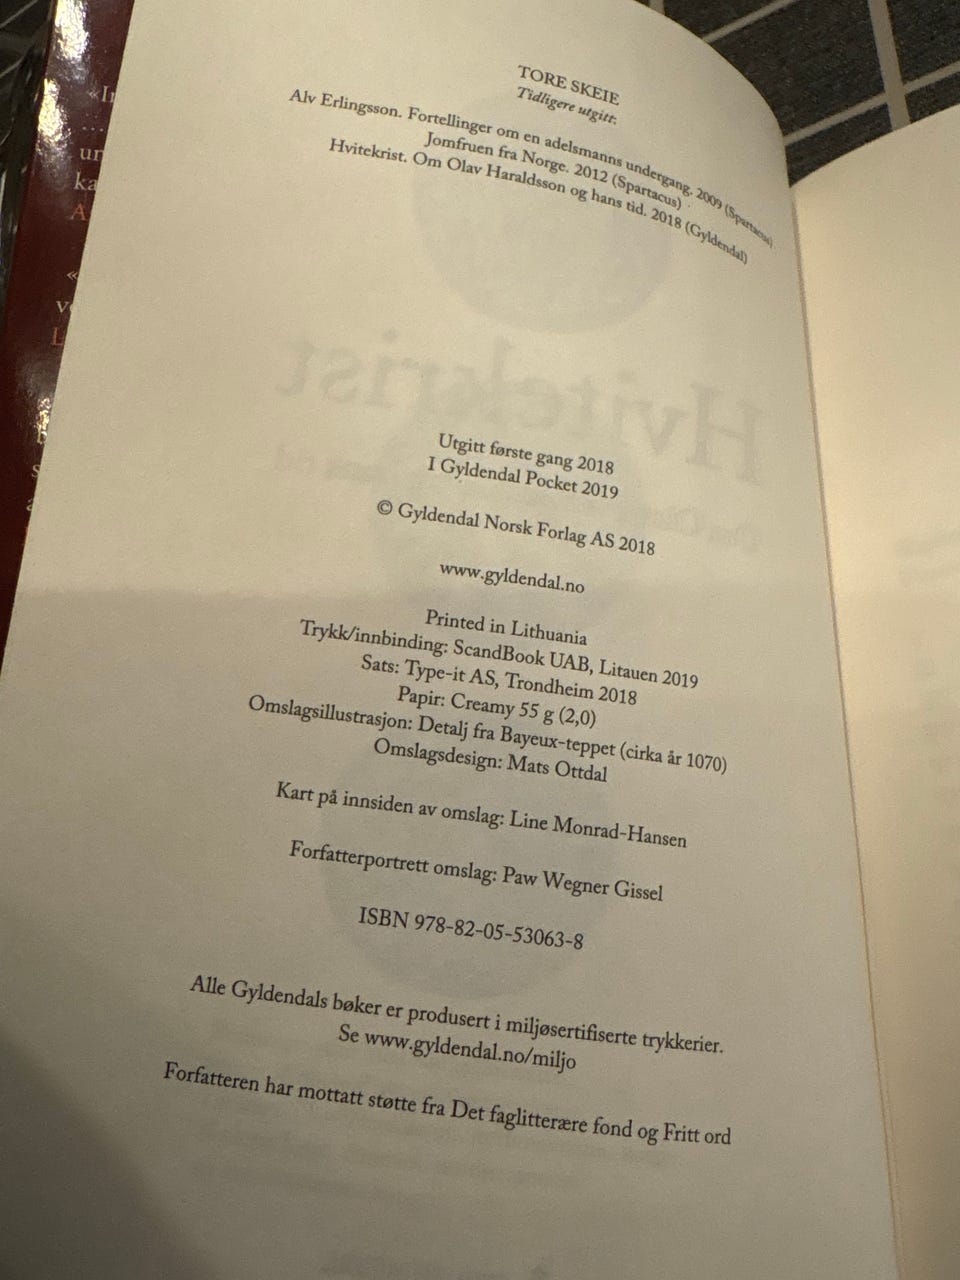 TORE SKEIE
Tidligere utgitt:
Alv Erlingsson. Fortellinger om en adelsmanns undergang. 2009 (Spartacus)
Jomfruen fra Norge. 2012 (Spartacus)
Hvitekrist. Om Olav Haraldsson og hans tid. 2018 (Gyldendal)
Hvitekrist
Utgitt første gang 2018
I Gyldendal Pocket 2019
© Gyldendal Norsk Forlag AS 2018
www.gyldendal.no
Printed in Lithuania
Trykk/innbinding: ScandBook UAB, Litauen 2019
Sats: Type-it AS, Trondheim 2018
Papir: Creamy 55 g (2,0)
Omslagsillustrasjon: Detalj fra Bayeux-teppet (cirka år 1070)
Omslagsdesign: Mats Ottdal
Kart på innsiden av omslag: Line Monrad-Hansen
Forfatterportrett omslag: Paw Wegner Gissel
ISBN 978-82-05-53063-8
Alle Gyldendals bøker er produsert i miljøsertifiserte trykkerier.
Se www.gyldendal.no/miljo
Forfatteren har mottatt støtte fra Det faglitterære fond og Fritt ord